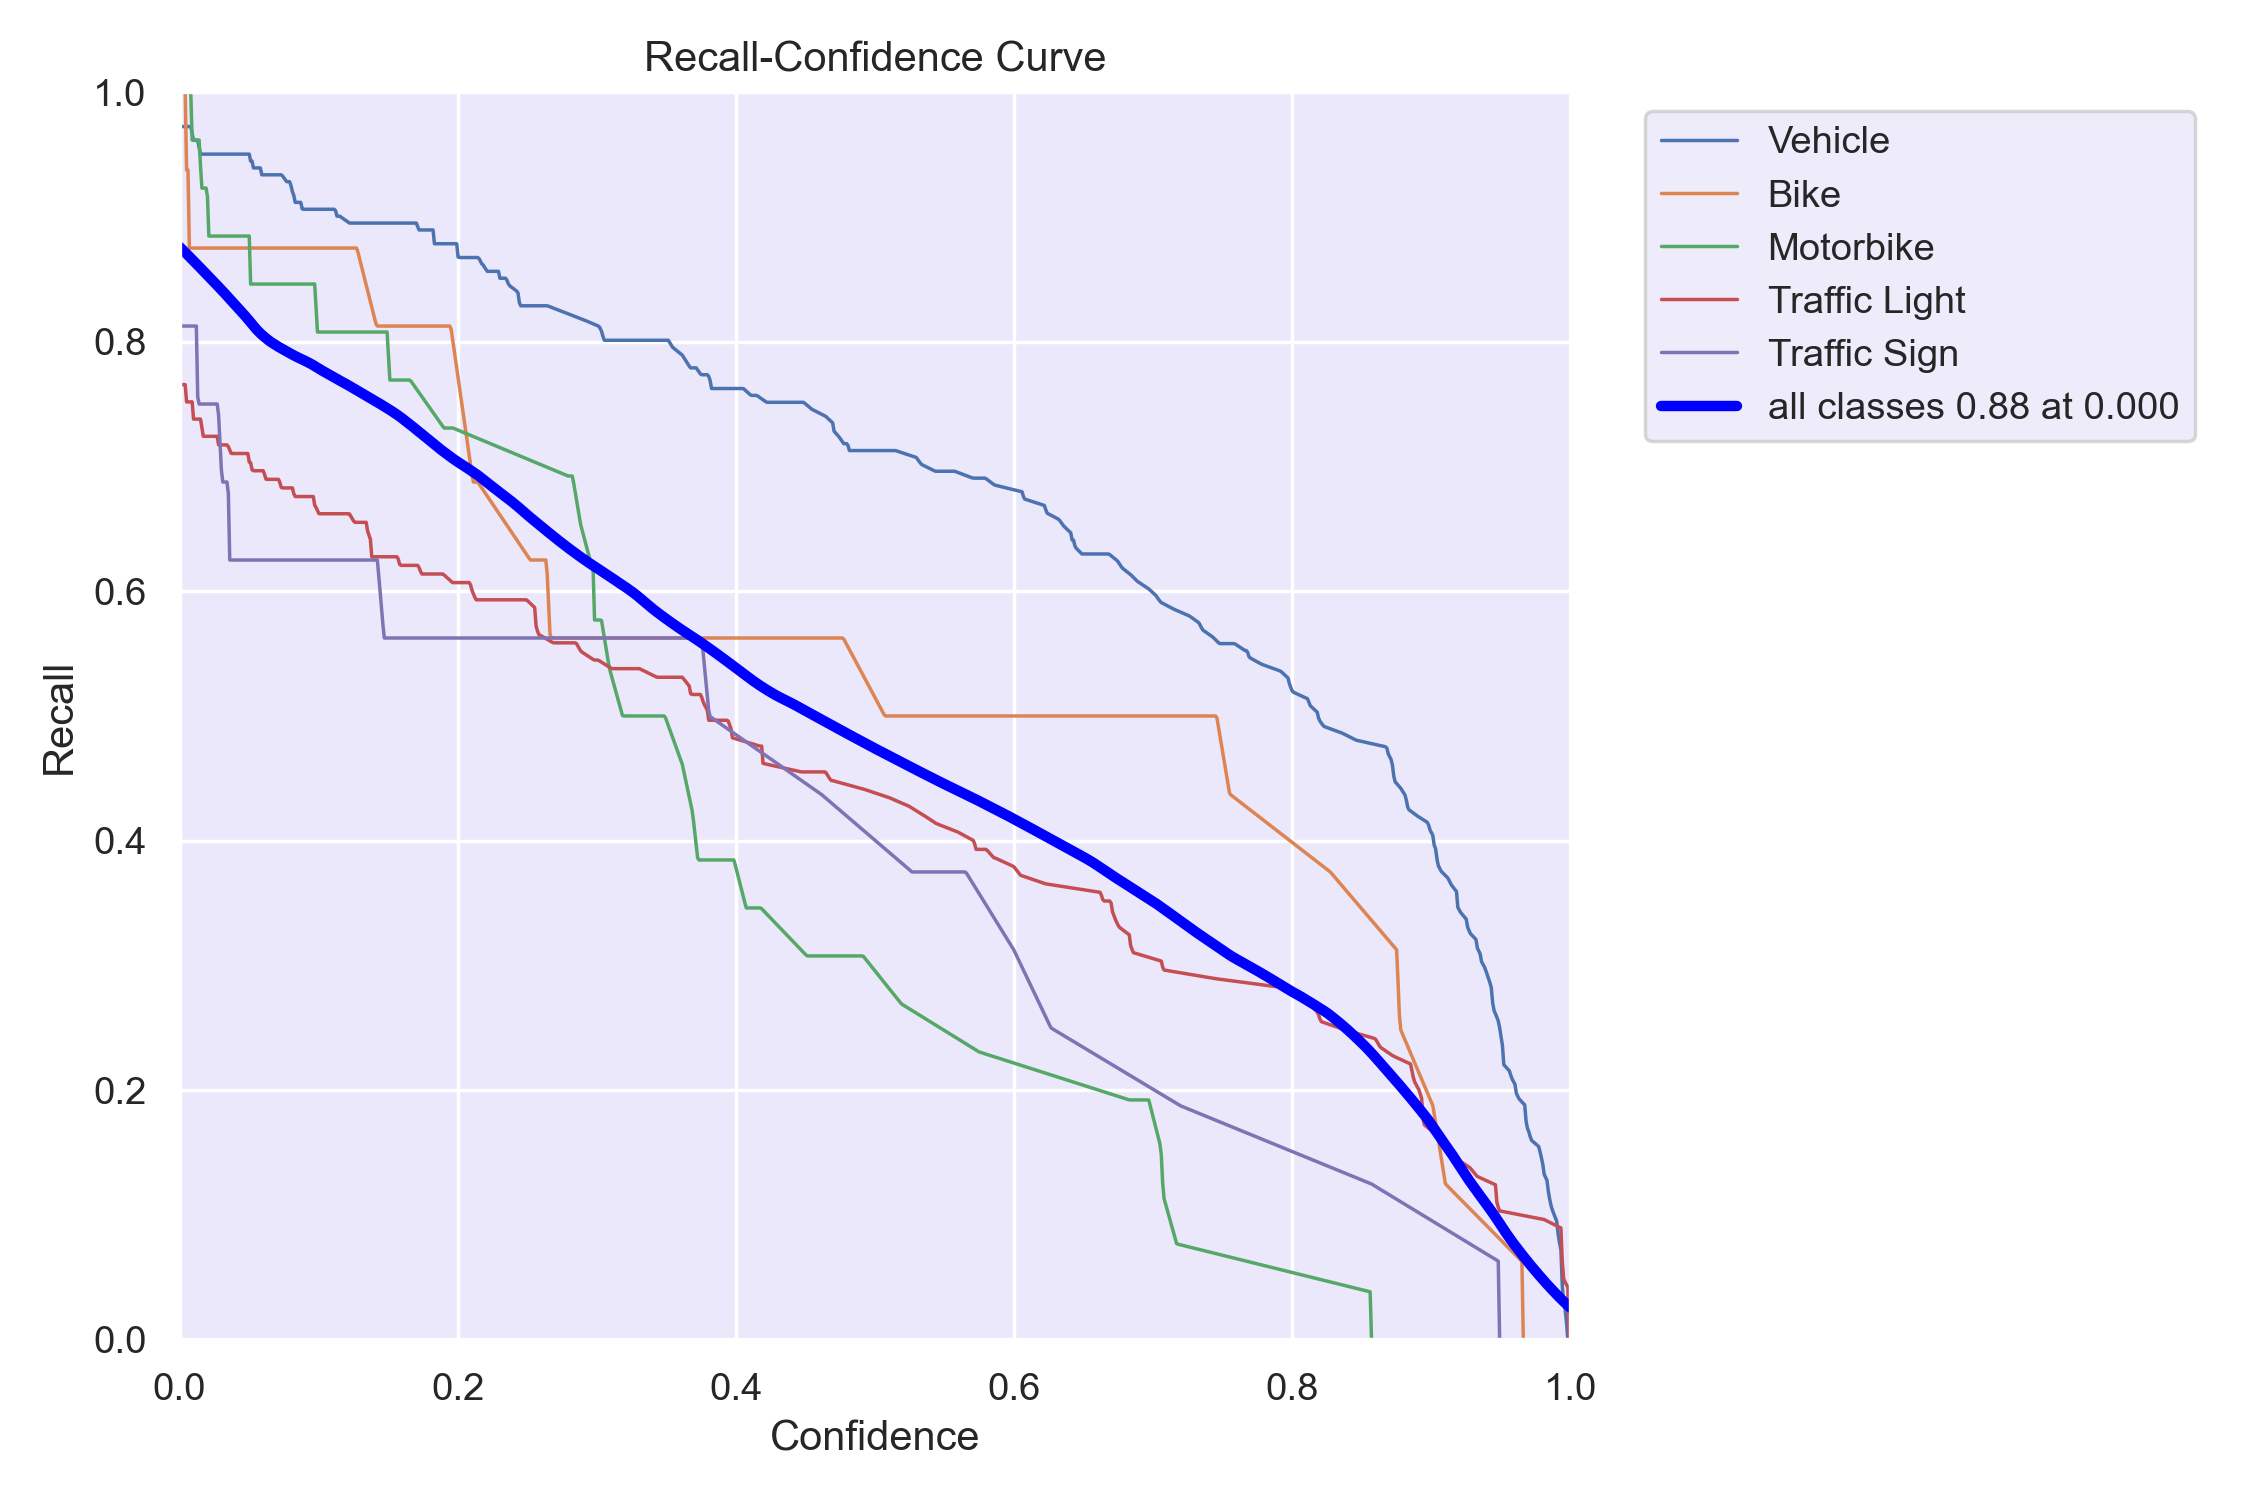 Recall-Confidence Curve
1.0
0.8
0.6
0.4
0.2
0.0
Recall
0.0 0.2 0.4 0.6 0.8 1.0
Confidence
Vehicle
Bike
Motorbike
Traffic Light
Traffic Sign
all classes 0.88 at 0.000